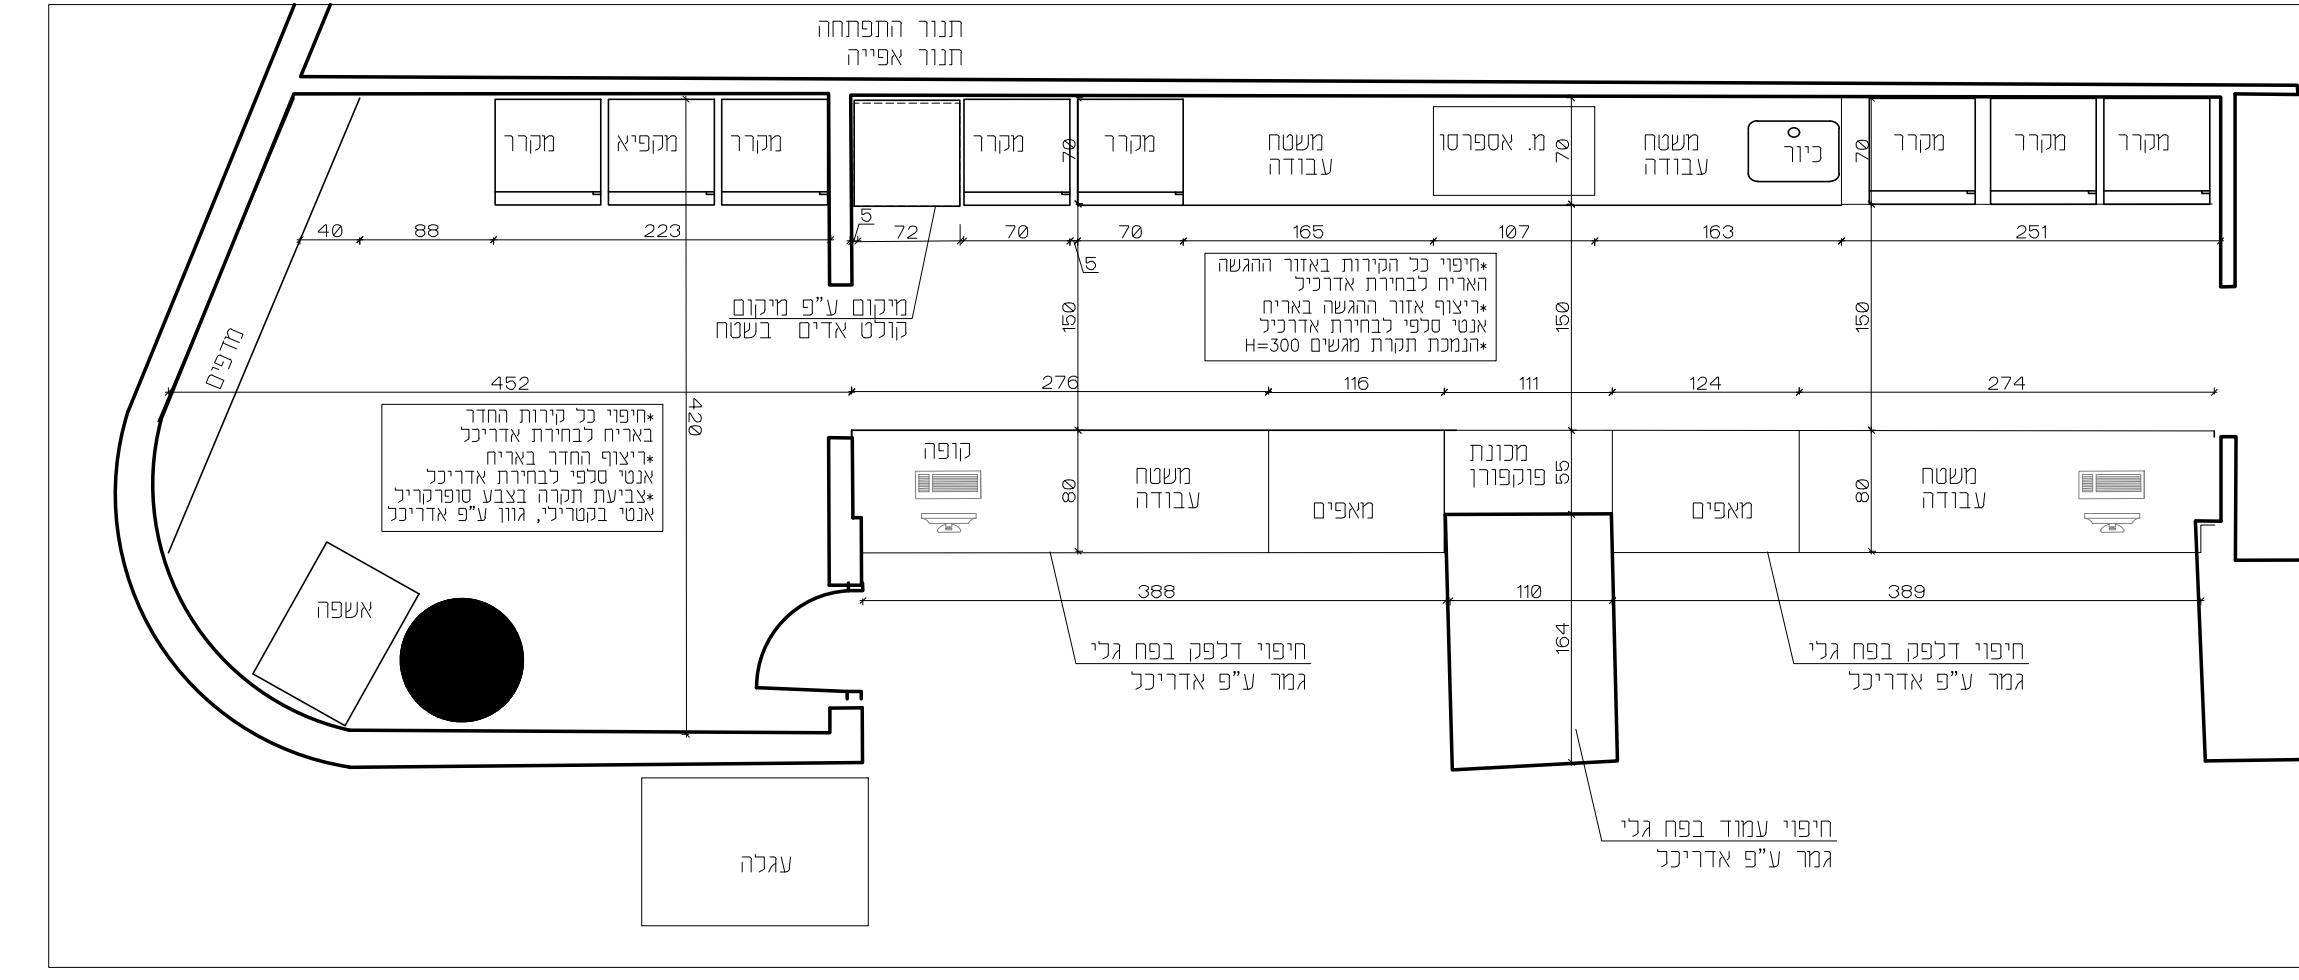 תנור התפתחה
תנור אפייה
מקרר
מקפיא
מקרר
מקרר
מקרר
משטח
עבודה
מ. אספרסו
משטח
עבודה
כיור
מקרר
מקרר
מקרר
70
70
70
40
88
223
5
72
70
5
70
165
107
163
251
*חיפוי כל הקירות באזור ההגשה
האריח לבחירת אדרכיל
*ריצוף אזור ההגשה באריח
אנטי סלפי לבחירת אדרכיל
*הנמכת תקרת מגשים H=300
מיקום ע"פ מיקום
קולט אדים בשטח
150
150
150
מדפים
452
276
116
111
124
274
420
*חיפוי כל קירות החדר
באריח לבחירת אדריכל
*ריצוף החדר באריח
אנטי סלפי לבחירת אדריכל
*צביעת תקרה בצבע סופרקריל
אנטי בקטרילי, גוון ע"פ אדריכל
קופה
משטח
עבודה
80
מאפים
מכונת
פוקפורן
55
מאפים
80
משטח
עבודה
אשפה
388
110
389
164
חיפוי דלפק בפח גלי
גמר ע"פ אדריכל
חיפוי דלפק בפח גלי
גמר ע"פ אדריכל
חיפוי עמוד בפח גלי
גמר ע"פ אדריכל
עגלה